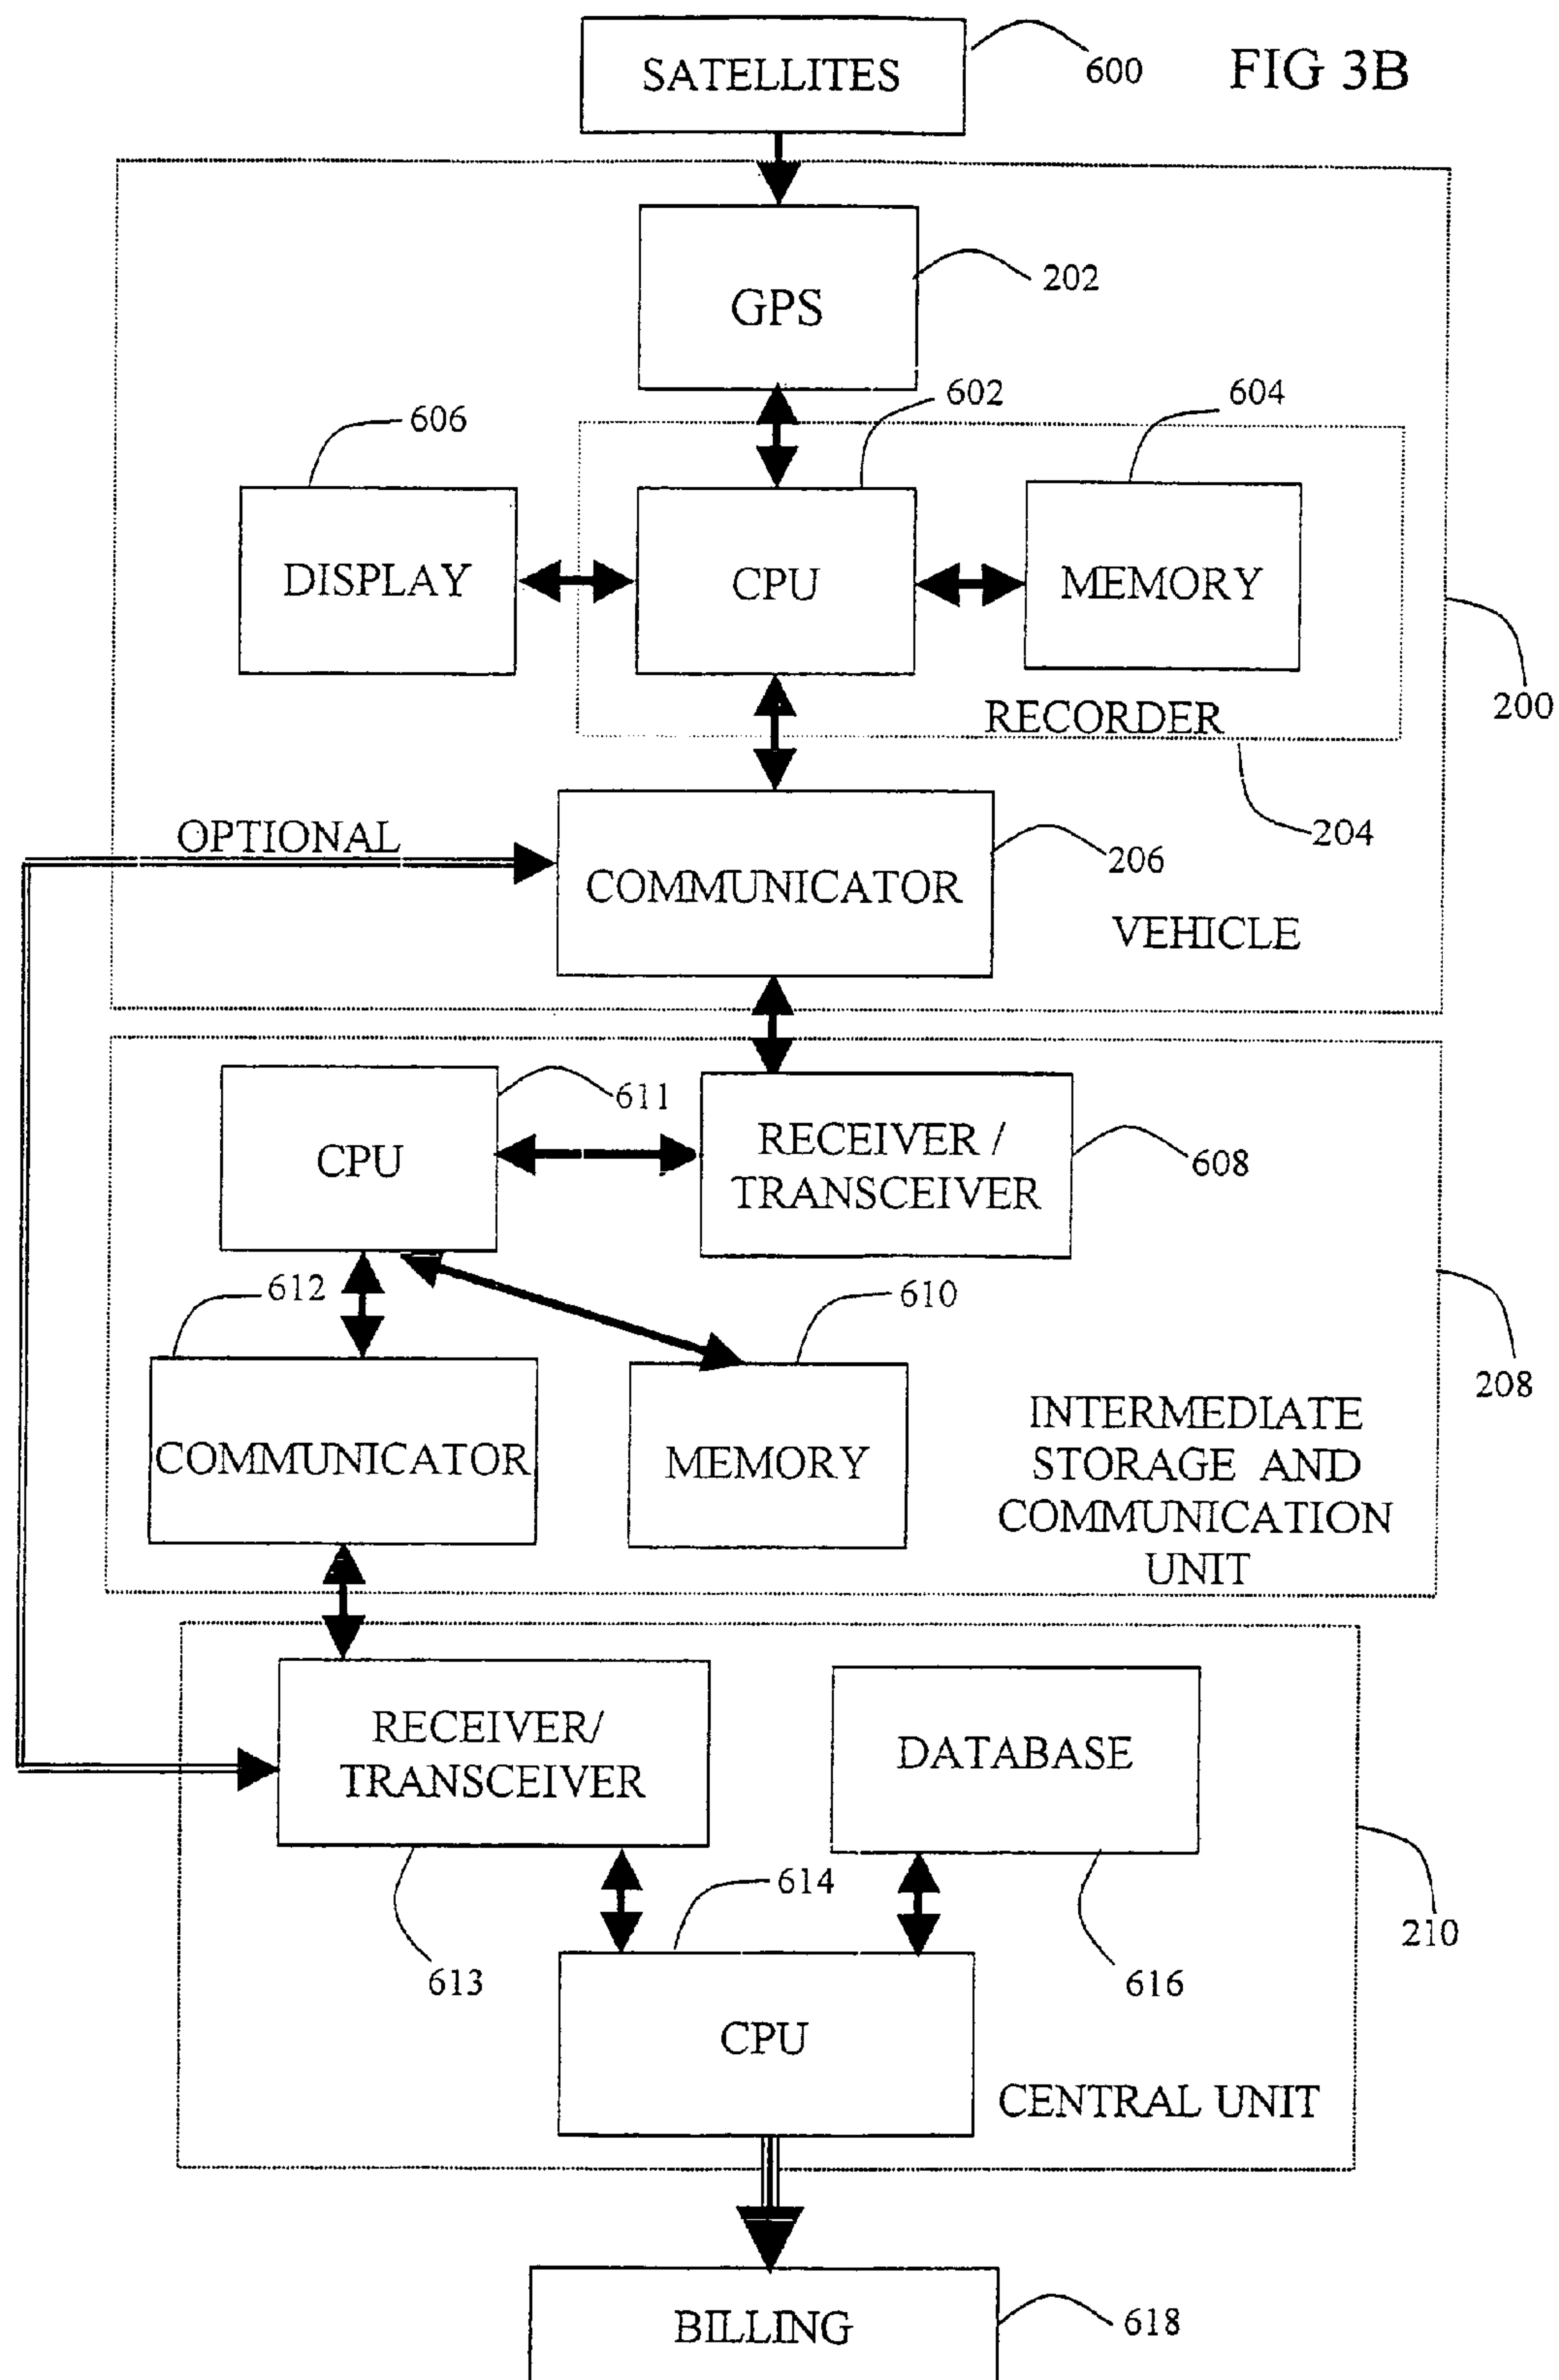 SATELLITES
600
FIG 3B
GPS
202
606
602
604
DISPLAY
CPU
MEMORY
200
RECORDER
204
OPTIONAL
COMMUNICATOR
206
VEHICLE
CPU
611
RECEIVER /
TRANSCEIVER
608
612
610
208
COMMUNICATOR
MEMORY
INTERMEDIATE
STORAGE AND
COMMUNICATION
UNIT
RECEIVER/
TRANSCEIVER
DATABASE
614
210
613
616
CPU
CENTRAL UNIT
BILLING
618